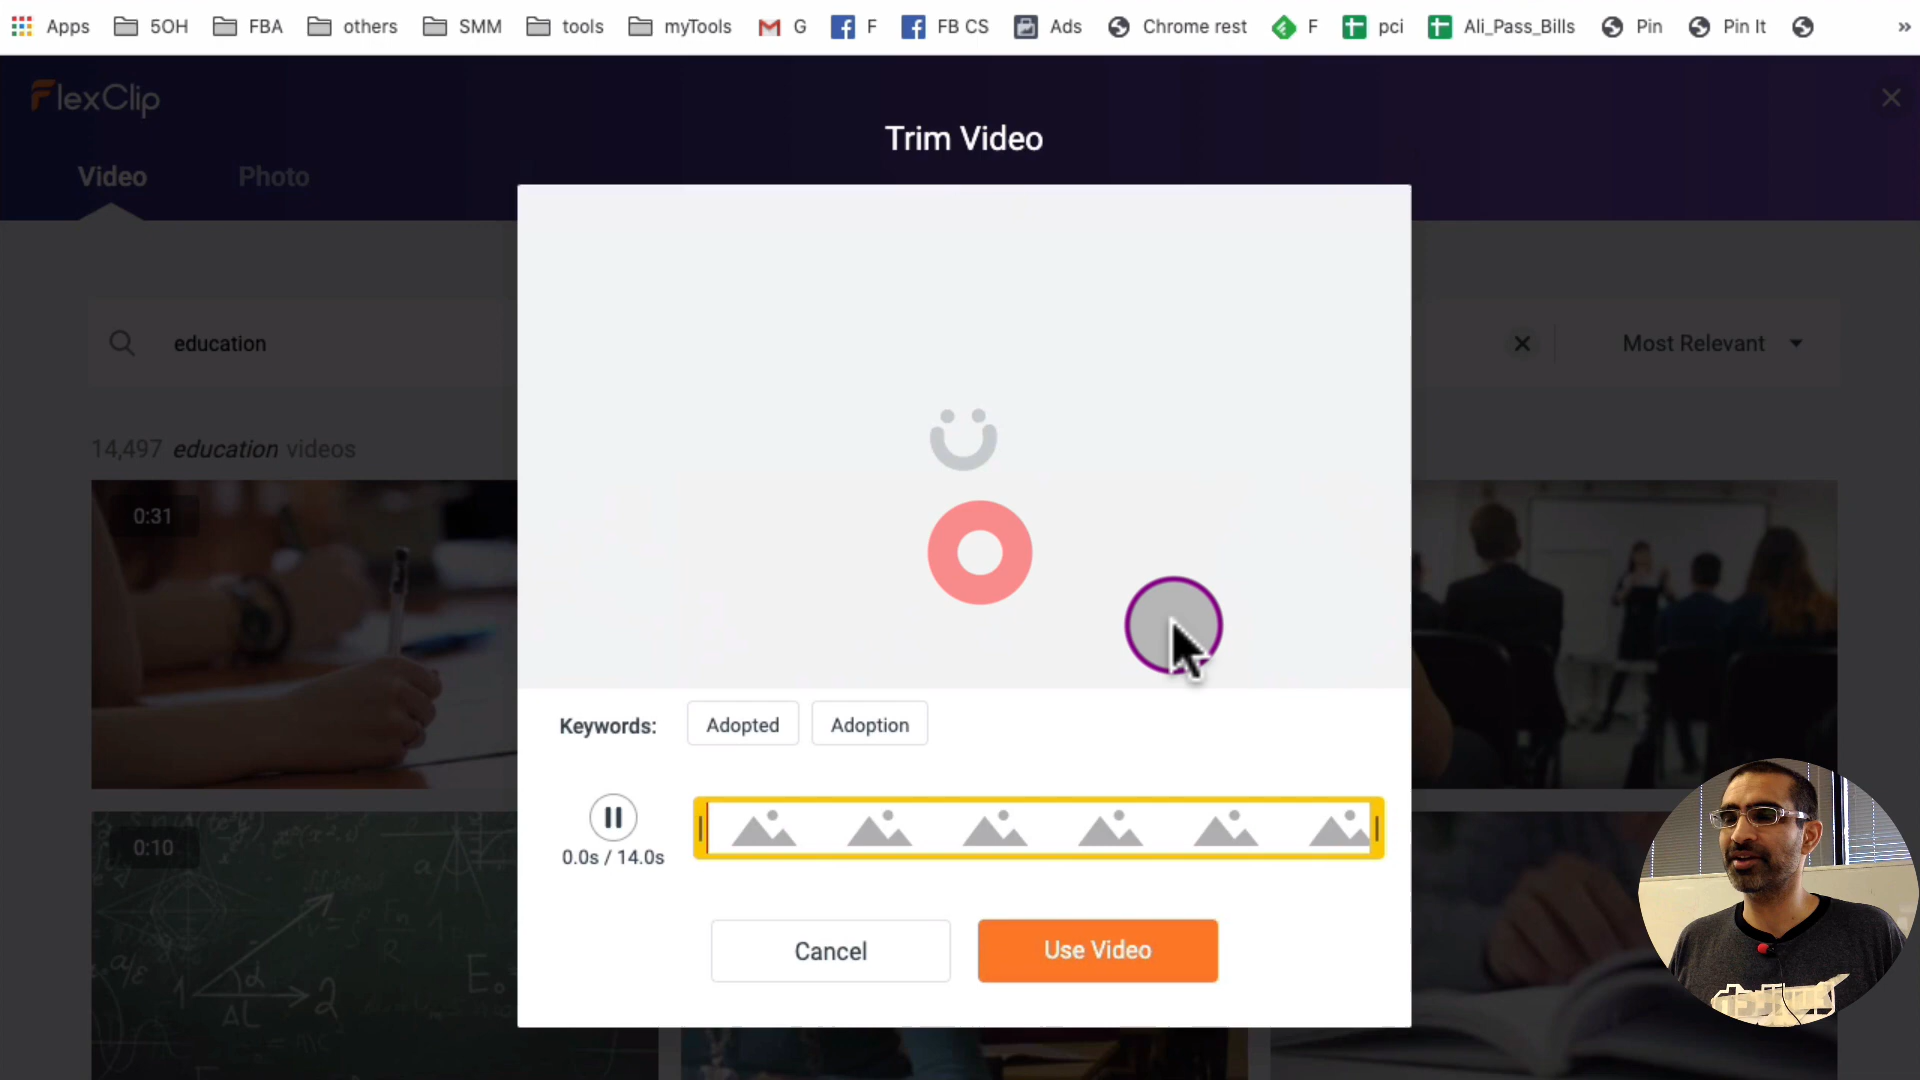 Apps 5OH FBA others SMM tools myTools G F FB CS Ads Chrome rest F pci Ali_Pass_Bills Pin Pin It »
FlexClip
Trim Video
Video Photo
education Most Relevant
14,497 education videos
0:31
Keywords: Adopted Adoption
0:10
0.0s / 14.0s
Cancel Use Video